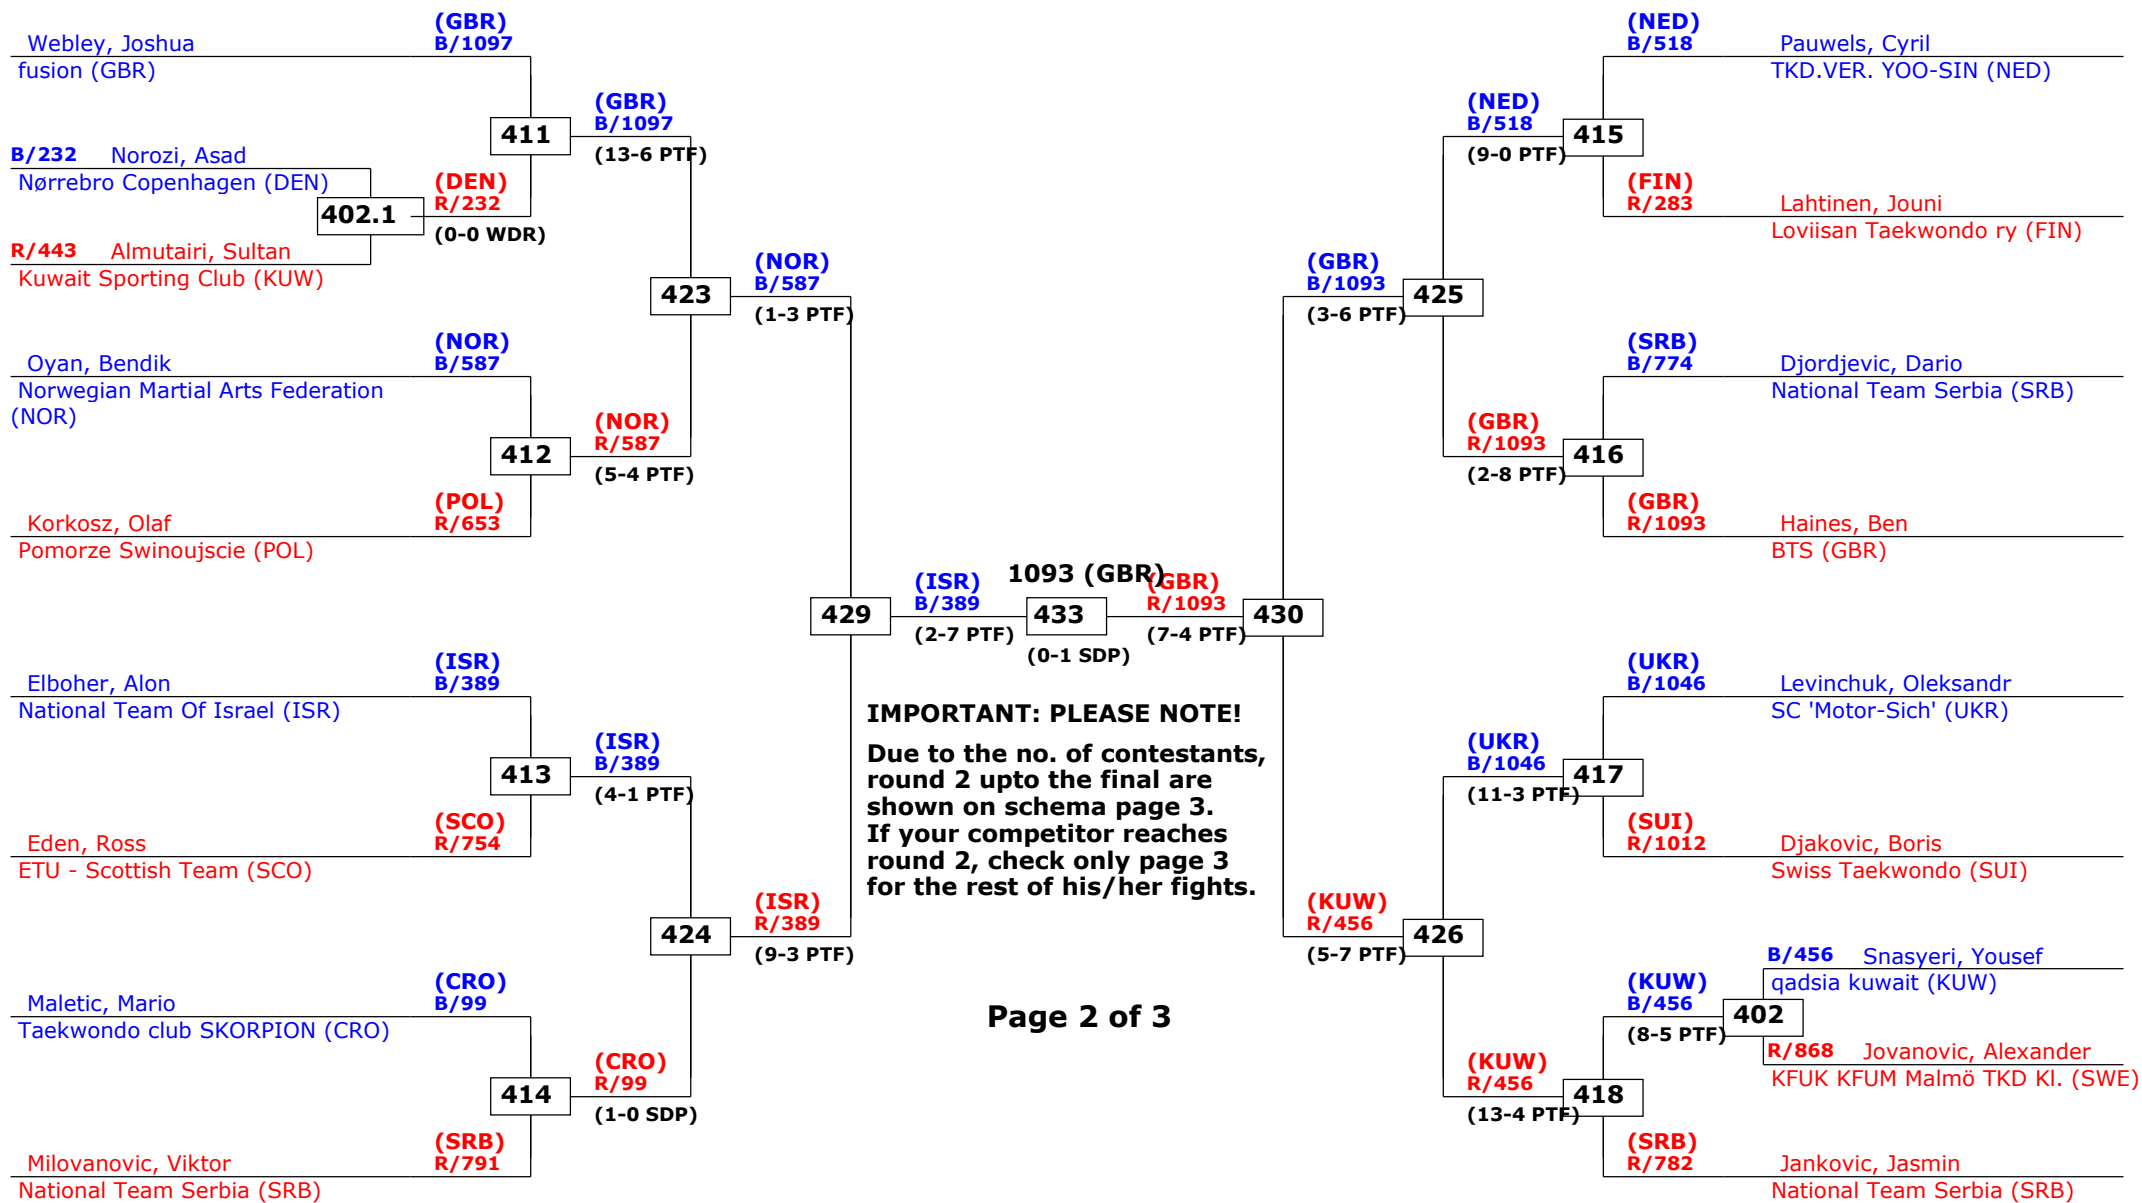 (GBR)
Webley, Joshua
B/1097
fusion (GBR)
(GBR)
B/1097
411
(13-6 PTF)
B/232 Norozi, Asad
Nørrebro Copenhagen (DEN)
(DEN)
R/232
402.1
(0-0 WDR)
R/443 Almutairi, Sultan
Kuwait Sporting Club (KUW)
(NOR)
B/587
423
(1-3 PTF)
(NOR)
Oyan, Bendik
B/587
Norwegian Martial Arts Federation
(NOR)
(NOR)
R/587
412
(5-4 PTF)
(POL)
Korkosz, Olaf
R/653
Pomorze Swinoujscie (POL)
429
(ISR)
B/389
(2-7 PTF)
1093 (GBR)
433
(0-1 SDP)
(GBR)
R/1093
(7-4 PTF)
430
(ISR)
Elboher, Alon
B/389
National Team Of Israel (ISR)
(ISR)
B/389
413
(4-1 PTF)
(SCO)
Eden, Ross
R/754
ETU - Scottish Team (SCO)
(ISR)
R/389
424
(9-3 PTF)
(CRO)
Maletic, Mario
B/99
Taekwondo club SKORPION (CRO)
(CRO)
R/99
414
(1-0 SDP)
(SRB)
Milovanovic, Viktor
R/791
National Team Serbia (SRB)
IMPORTANT: PLEASE NOTE!
Due to the no. of contestants,
round 2 upto the final are
shown on schema page 3.
If your competitor reaches
round 2, check only page 3
for the rest of his/her fights.
Page 2 of 3
(NED)
B/518
Pauwels, Cyril
TKD.VER. YOO-SIN (NED)
(NED)
B/518
415
(9-0 PTF)
(FIN)
R/283
Lahtinen, Jouni
Loviisan Taekwondo ry (FIN)
(GBR)
B/1093
425
(3-6 PTF)
(SRB)
B/774
Djordjevic, Dario
National Team Serbia (SRB)
(GBR)
R/1093
416
(2-8 PTF)
(GBR)
R/1093
Haines, Ben
BTS (GBR)
(UKR)
B/1046
Levinchuk, Oleksandr
SC 'Motor-Sich' (UKR)
(UKR)
B/1046
417
(11-3 PTF)
(SUI)
R/1012
Djakovic, Boris
Swiss Taekwondo (SUI)
(KUW)
R/456
426
(5-7 PTF)
B/456 Snasyeri, Yousef
qadsia kuwait (KUW)
(KUW)
B/456
402
(8-5 PTF)
R/868 Jovanovic, Alexander
KFUK KFUM Malmö TKD Kl. (SWE)
(KUW)
R/456
418
(13-4 PTF)
(SRB)
R/782
Jankovic, Jasmin
National Team Serbia (SRB)